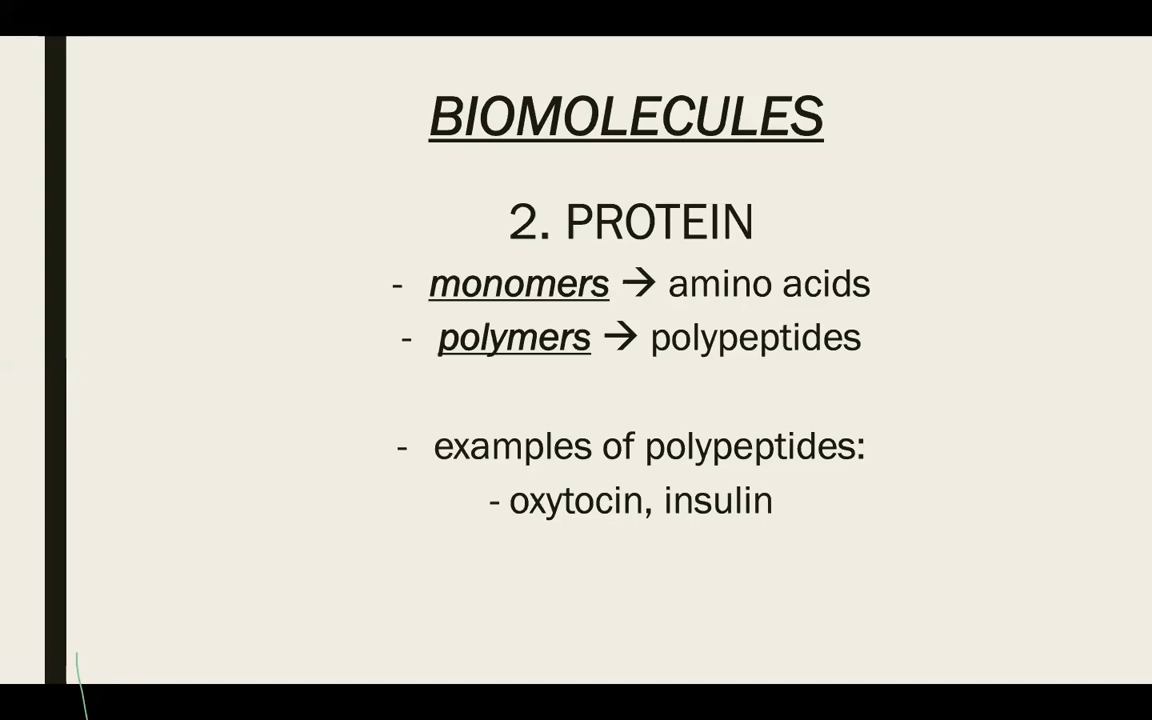 BIOMOLECULES
2. PROTEIN
- monomers → amino acids
- polymers → polypeptides
- examples of polypeptides:
- oxytocin, insulin